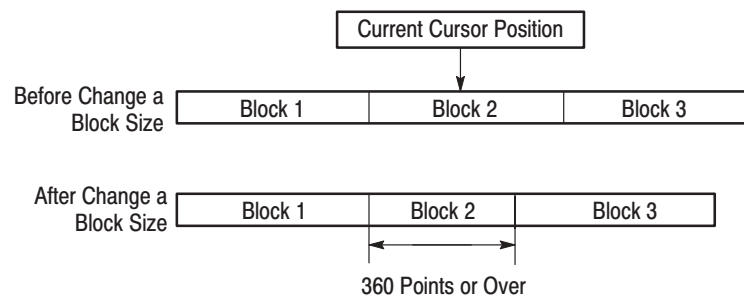 Current Cursor Position
Before Change a
Block Size
Block 1 Block 2 Block 3
After Change a
Block Size
Block 1 Block 2 Block 3
360 Points or Over